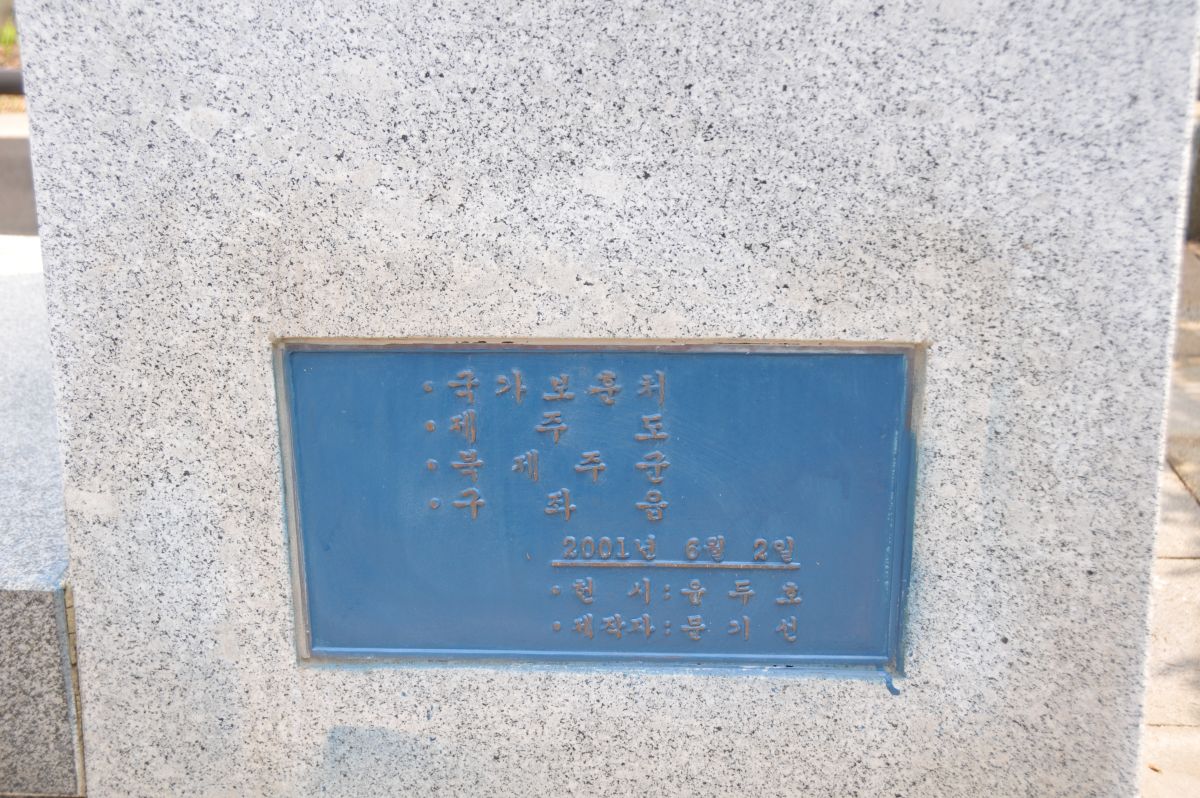 · 국가보훈처
· 제 주 도
· 북 제 주 군
· 구 좌 읍
2001년 6월 2일
· 헌 시 : 윤 두 호
· 제작자 : 문 기 선